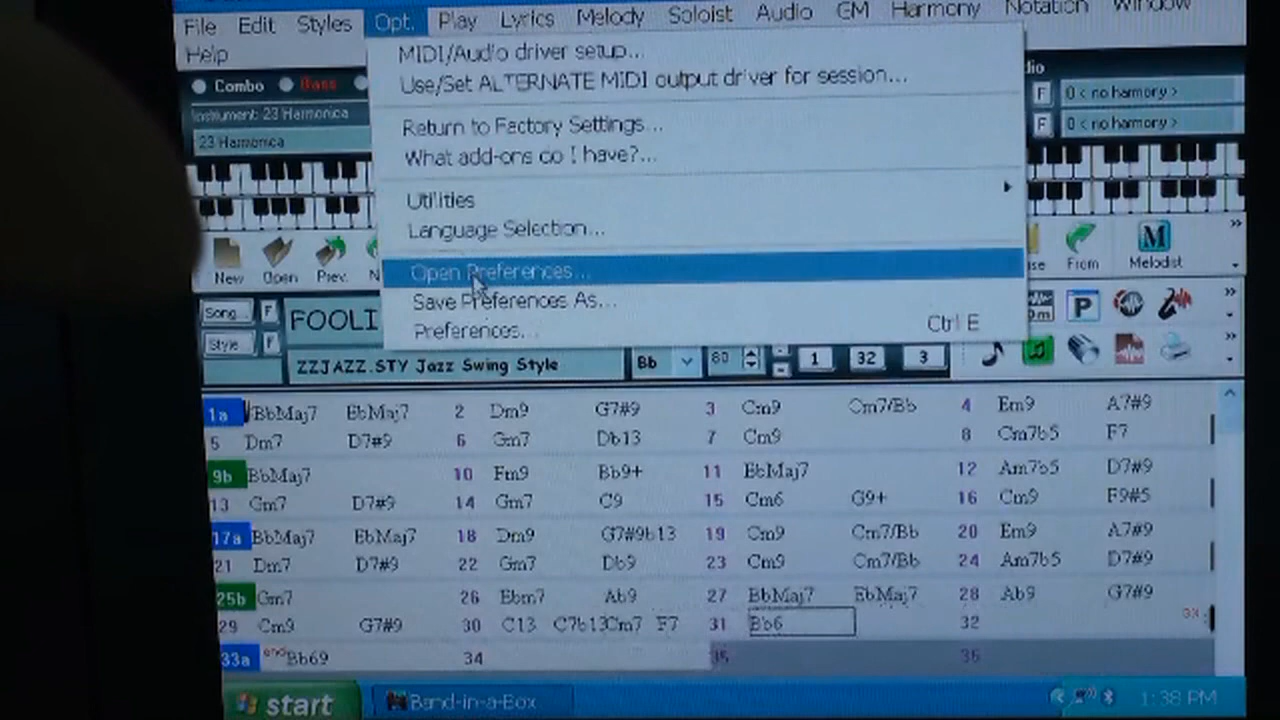 File Edit Styles Opt. Play Lyrics Melody Soloist Audio GM Harmony Notation Window
Help
MIDI/Audio driver setup...
Use/Set ALTERNATE MIDI output driver for session...
Return to Factory Settings...
What add-ons do I have?...
Utilities
Language Selection...
Open Preferences...
Save Preferences As...
Preferences... Ctrl E
Combo Bass
Instrument: 23 Harmonica
F 0 < no harmony >
23 Harmonica F 0 < no harmony >
New Open Prev. From Melodist
M
Song... F FOOLI
P
Style... F
ZZJAZZ.STY Jazz Swing Style Bb 80 1 32 3
1a BbMaj7 EbMaj7 2 Dm9 G7#9 3 Cm9 Cm7/Bb 4 Em9 A7#9
5 Dm7 D7#9 6 Gm7 Db13 7 Cm9 8 Cm7b5 F7
9b BbMaj7 10 Fm9 Bb9+ 11 EbMaj7 12 Am7b5 D7#9
13 Gm7 D7#9 14 Gm7 C9 15 Cm6 G9+ 16 Cm9 F9#5
17a BbMaj7 EbMaj7 18 Dm9 G7#9b13 19 Cm9 Cm7/Bb 20 Em9 A7#9
21 Dm7 D7#9 22 Gm7 Db9 23 Cm9 Cm7/Bb 24 Am7b5 D7#9
25b Gm7 26 Ebm7 Ab9 27 BbMaj7 EbMaj7 28 Ab9 G7#9
29 Cm9 G7#9 30 C13 C7b13Cm7 F7 31 Bb6 32
33a end Bb69 34 35 36
start Band-in-a-Box 1:38 PM